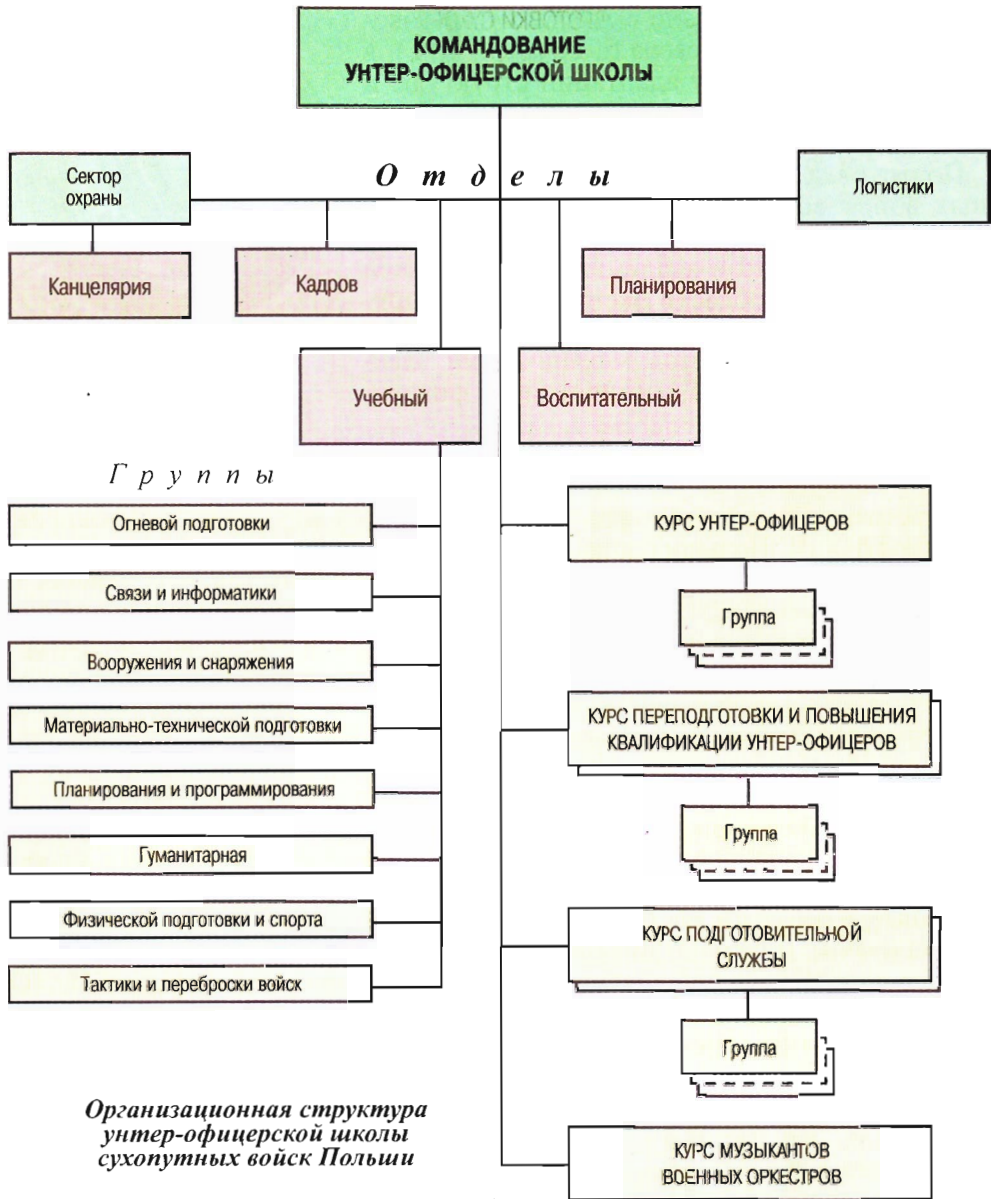 КОМАНДОВАНИЕ
УНТЕР-ОФИЦЕРСКОЙ ШКОЛЫ
Отделы
Сектор
охраны
Логистики
Канцелярия
Кадров
Планирования
Учебный
Воспитательный
Группы
Огневой подготовки
Связи и информатики
Вооружения и снаряжения
Материально-технической подготовки
Планирования и программирования
Гуманитарная
Физической подготовки и спорта
Тактики и переброски войск
КУРС УНТЕР-ОФИЦЕРОВ
Группа
КУРС ПЕРЕПОДГОТОВКИ И ПОВЫШЕНИЯ
КВАЛИФИКАЦИИ УНТЕР-ОФИЦЕРОВ
Группа
КУРС ПОДГОТОВИТЕЛЬНОЙ
СЛУЖБЫ
Группа
КУРС МУЗЫКАНТОВ
ВОЕННЫХ ОРКЕСТРОВ
Организационная структура
унтер-офицерской школы
сухопутных войск Польши